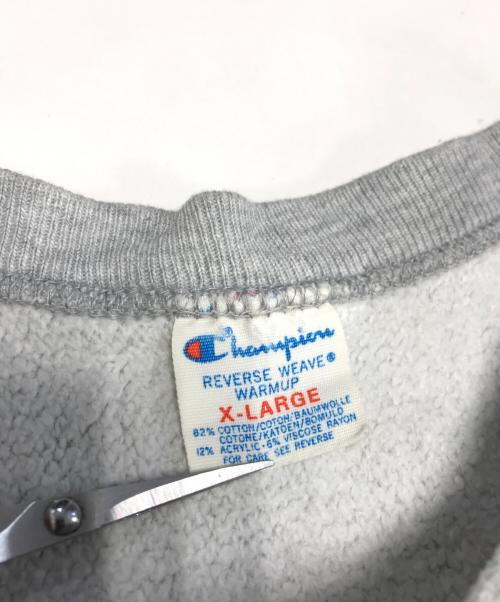 Champion
REVERSE WEAVE®
WARMUP
X-LARGE
82% COTTON/COTON/BAUMWOLLE
COTONE/KATOEN/BOMULD
12% ACRYLIC·6% VISCOSE RAYON
FOR CARE SEE REVERSE